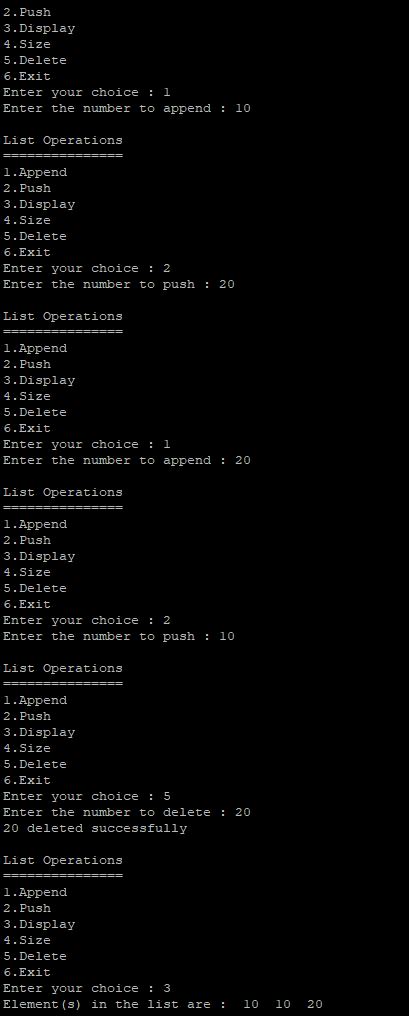 2.Push
3.Display
4.Size
5.Delete
6.Exit
Enter your choice : 1
Enter the number to append : 10
List Operations
===============
1.Append
2.Push
3.Display
4.Size
5.Delete
6.Exit
Enter your choice : 2
Enter the number to push : 20
List Operations
===============
1.Append
2.Push
3.Display
4.Size
5.Delete
6.Exit
Enter your choice : 1
Enter the number to append : 20
List Operations
===============
1.Append
2.Push
3.Display
4.Size
5.Delete
6.Exit
Enter your choice : 2
Enter the number to push : 10
List Operations
===============
1.Append
2.Push
3.Display
4.Size
5.Delete
6.Exit
Enter your choice : 5
Enter the number to delete : 20
20 deleted successfully
List Operations
===============
1.Append
2.Push
3.Display
4.Size
5.Delete
6.Exit
Enter your choice : 3
Element(s) in the list are :  10  10  20